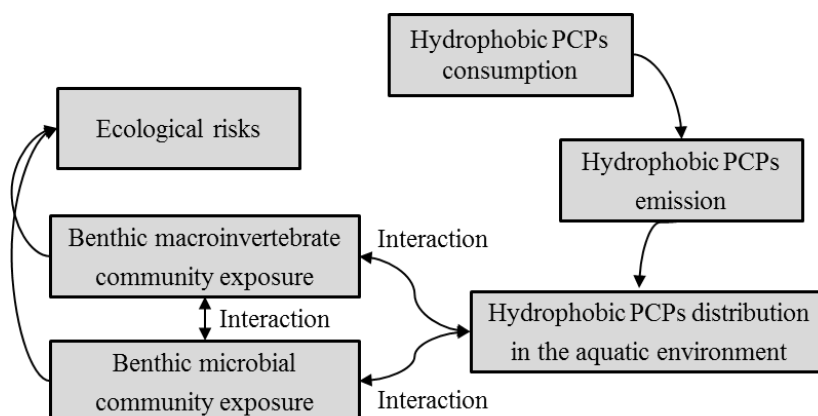 Hydrophobic PCPs
consumption
Ecological risks
Hydrophobic PCPs
emission
Benthic macroinvertebrate
community exposure
Interaction
Interaction
Hydrophobic PCPs distribution
in the aquatic environment
Benthic microbial
community exposure
Interaction